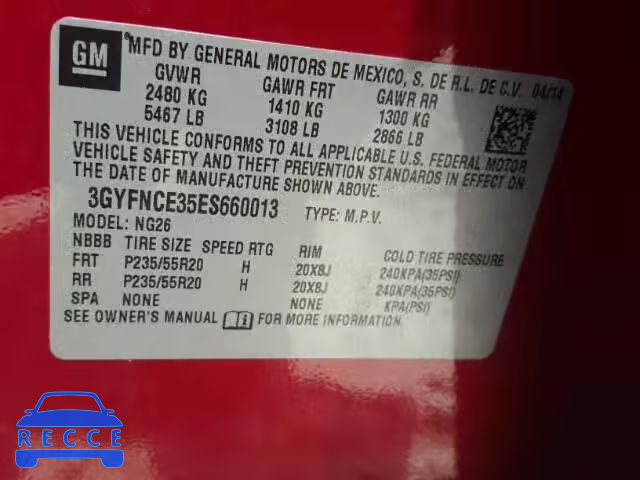 GM
MFD BY GENERAL MOTORS DE MEXICO, S. DE R.L. DE C.V. 04/14
GVWR GAWR FRT GAWR RR
2480 KG 1410 KG 1300 KG
5467 LB 3108 LB 2866 LB
THIS VEHICLE CONFORMS TO ALL APPLICABLE U.S. FEDERAL MOTOR
VEHICLE SAFETY AND THEFT PREVENTION STANDARDS IN EFFECT ON
THE DATE OF MANUFACTURE SHOWN ABOVE.
3GYFNCE35ES660013 TYPE: M.P.V.
MODEL: NG26
NBBB TIRE SIZE SPEED RTG RIM COLD TIRE PRESSURE
FRT P235/55R20 H 20X8J 240KPA(35PSI)
RR P235/55R20 H 20X8J 240KPA(35PSI)
SPA NONE NONE KPA(PSI)
SEE OWNER'S MANUAL FOR MORE INFORMATION
RECCE